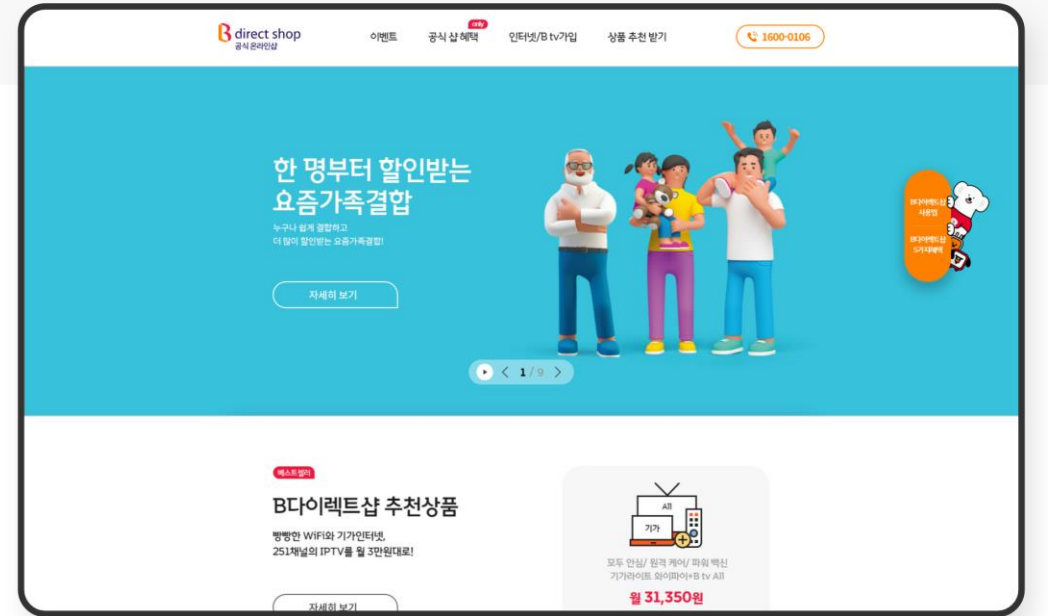 B direct shop
공식 온라인샵
이벤트
only
공식 샵 혜택
인터넷/B tv가입
상품 추천 받기
1600-0106
한 명부터 할인받는
요즘가족결합
누구나 쉽게 결합하고
더 많이 할인받는 요즘가족결합!
자세히 보기
B다이렉트샵
사용법
B다이렉트샵
5가지혜택
1 / 9
베스트셀러
B다이렉트샵 추천상품
빵빵한 WiFi와 기가인터넷,
251채널의 IPTV를 월 3만원대로!
자세히 보기
All
기가
모두 안심/ 원격 케어/ 파워 백신
기가라이트 와이파이+B tv All
월 31,350원